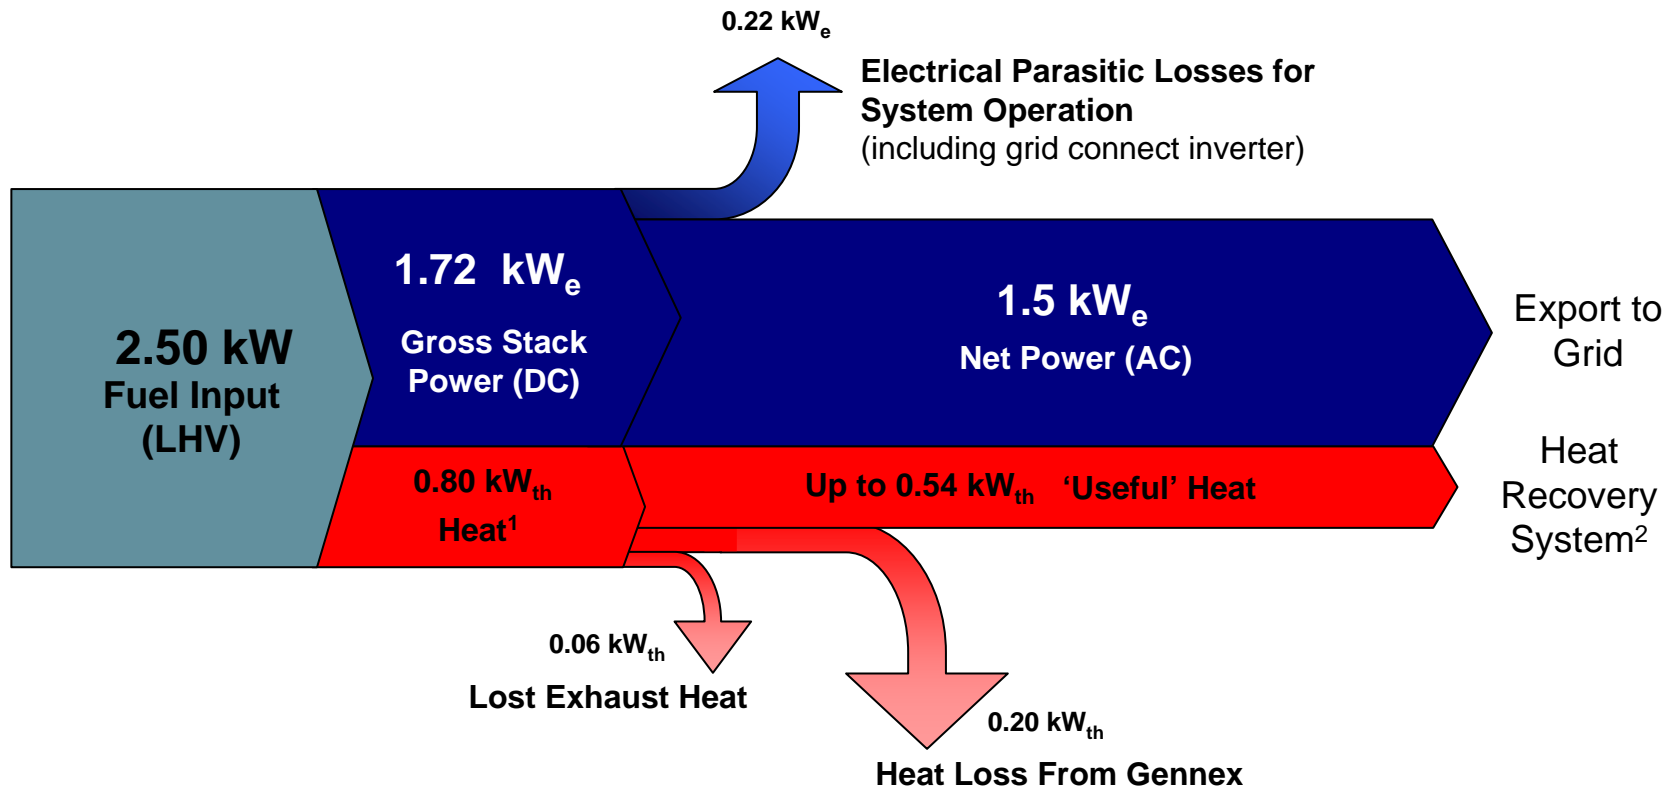 0.22 kWe
Electrical Parasitic Losses for
System Operation
(including grid connect inverter)
2.50 kW
Fuel Input
(LHV)
1.72 kWe
Gross Stack
Power (DC)
1.5 kWe
Net Power (AC)
Export to
Grid
0.80 kWth
Heat1
Up to 0.54 kWth ‘Useful’ Heat
Heat
Recovery
System2
0.06 kWth
Lost Exhaust Heat
0.20 kWth
Heat Loss From Gennex